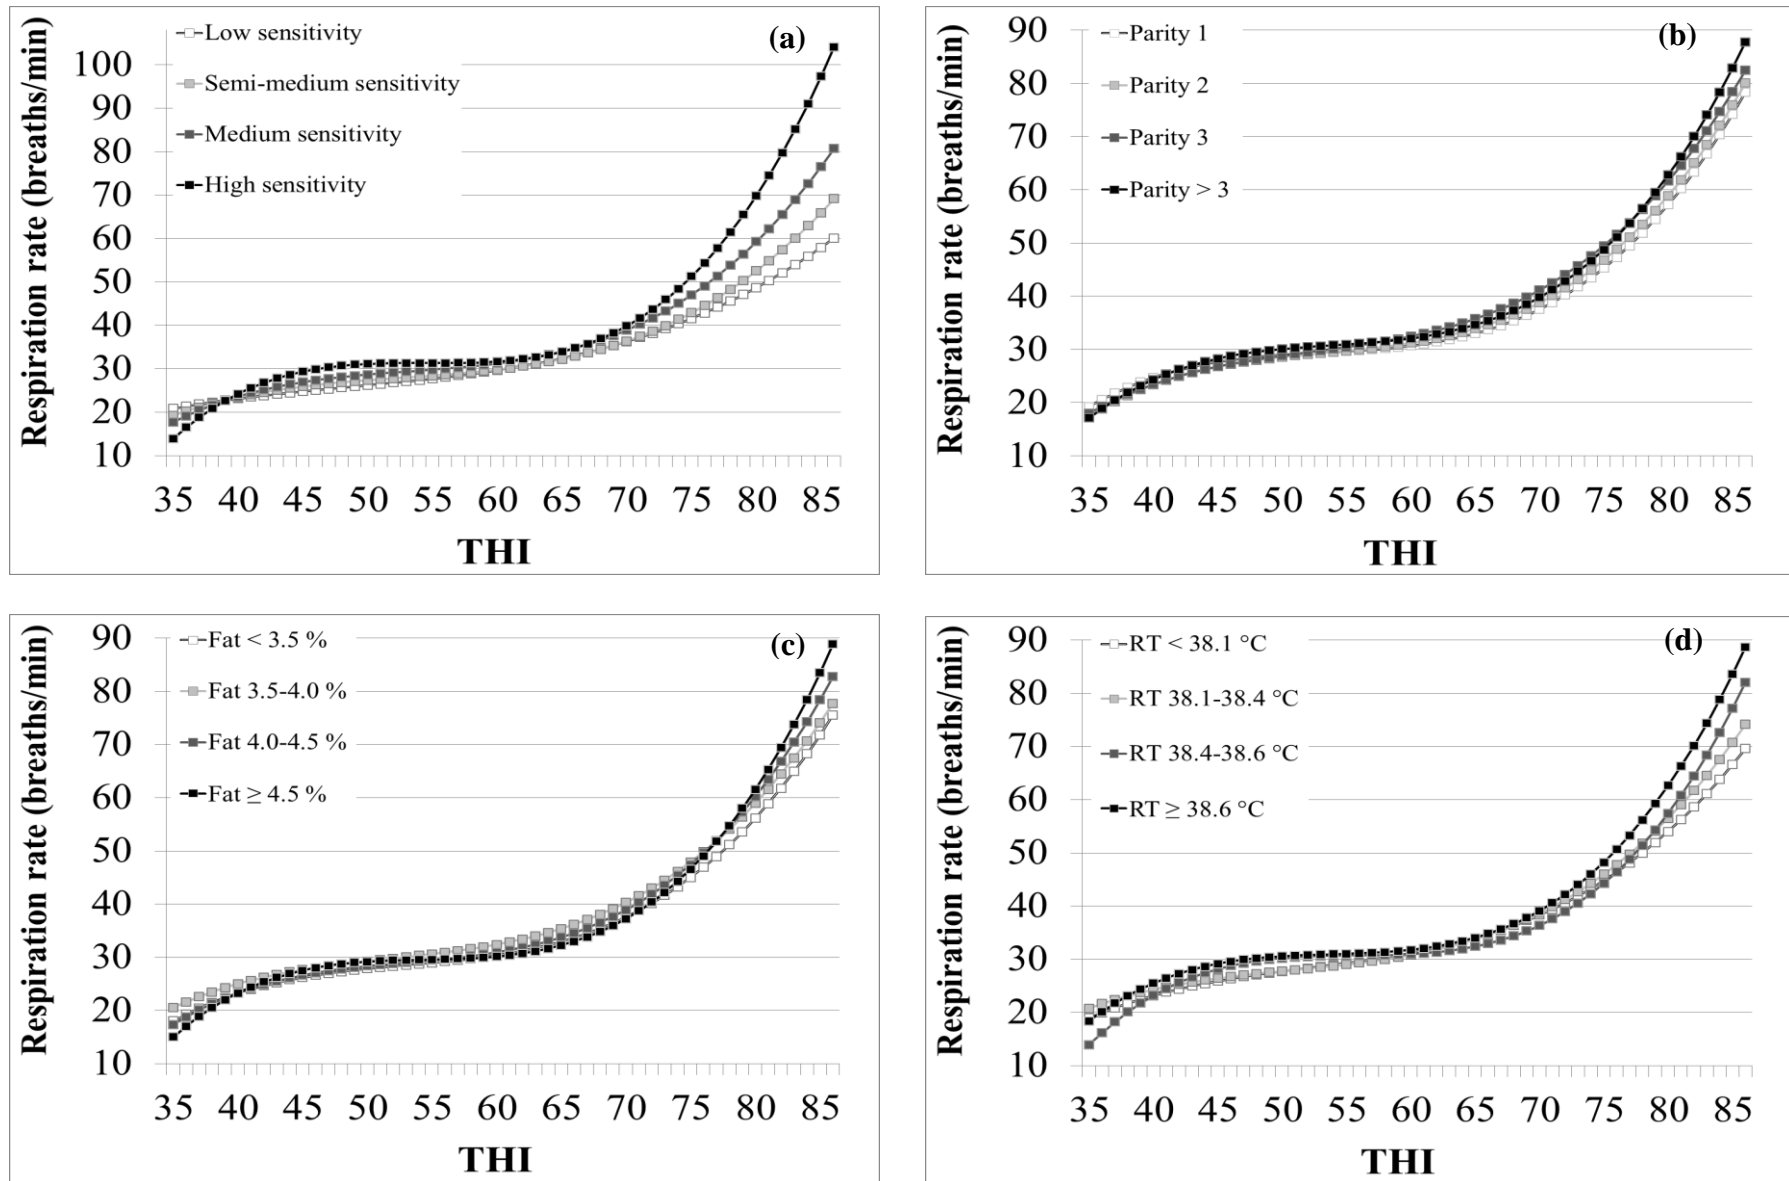 (a)
Low sensitivity
Semi-medium sensitivity
Medium sensitivity
High sensitivity
Respiration rate (breaths/min)
100
90
80
70
60
50
40
30
20
10
35 40 45 50 55 60 65 70 75 80 85
THI
(b)
Parity 1
Parity 2
Parity 3
Parity > 3
Respiration rate (breaths/min)
90
80
70
60
50
40
30
20
10
35 40 45 50 55 60 65 70 75 80 85
THI
(c)
Fat < 3.5 %
Fat 3.5-4.0 %
Fat 4.0-4.5 %
Fat ≥ 4.5 %
Respiration rate (breaths/min)
90
80
70
60
50
40
30
20
10
35 40 45 50 55 60 65 70 75 80 85
THI
(d)
RT < 38.1 °C
RT 38.1-38.4 °C
RT 38.4-38.6 °C
RT ≥ 38.6 °C
Respiration rate (breaths/min)
90
80
70
60
50
40
30
20
10
35 40 45 50 55 60 65 70 75 80 85
THI